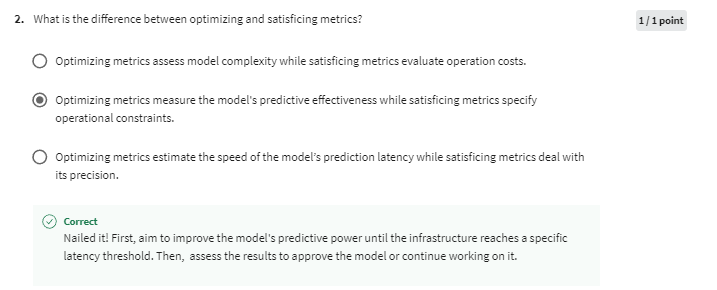 2. What is the difference between optimizing and satisficing metrics?
1 / 1 point
Optimizing metrics assess model complexity while satisficing metrics evaluate operation costs.
Optimizing metrics measure the model's predictive effectiveness while satisficing metrics specify
operational constraints.
Optimizing metrics estimate the speed of the model's prediction latency while satisficing metrics deal with
its precision.
Correct
Nailed it! First, aim to improve the model's predictive power until the infrastructure reaches a specific
latency threshold. Then, assess the results to approve the model or continue working on it.